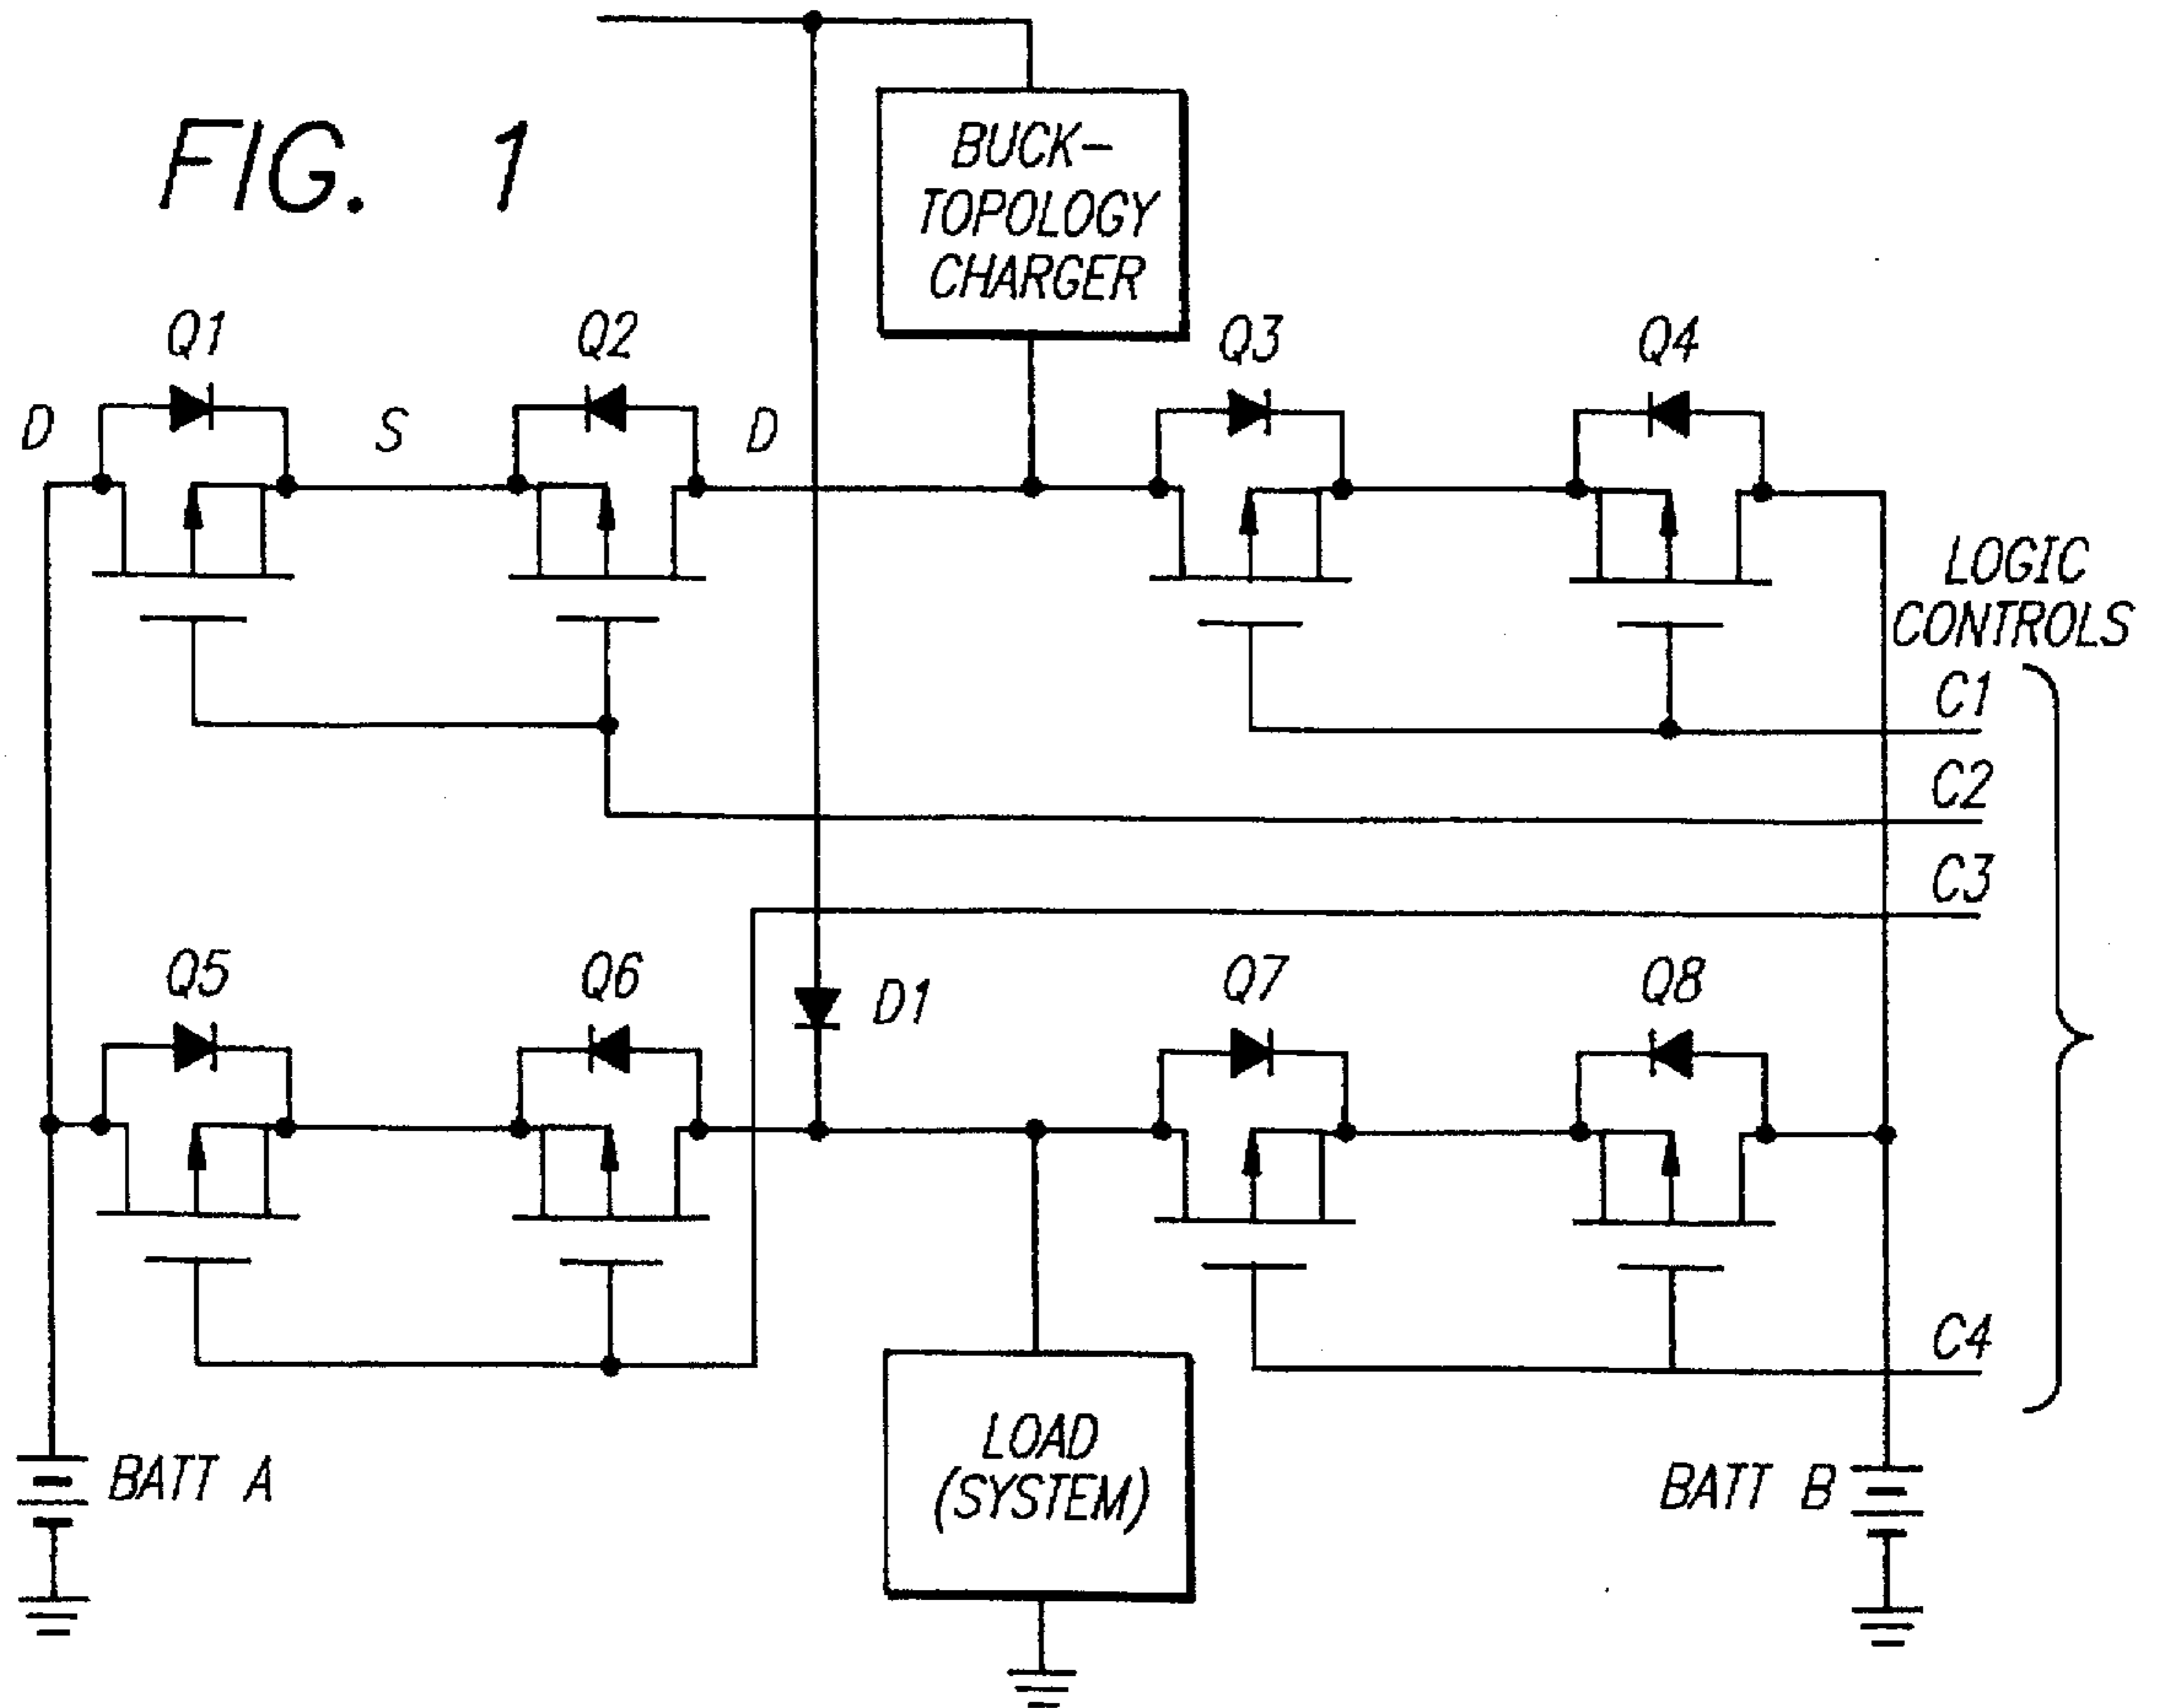 FIG. 1
BUCK-
TOPOLOGY
CHARGER
Q1
Q2
Q3
Q4
D
S
D
LOGIC
CONTROLS
C1
C2
C3
Q5
Q6
D1
Q7
Q8
C4
BATT A
LOAD
(SYSTEM)
BATT B